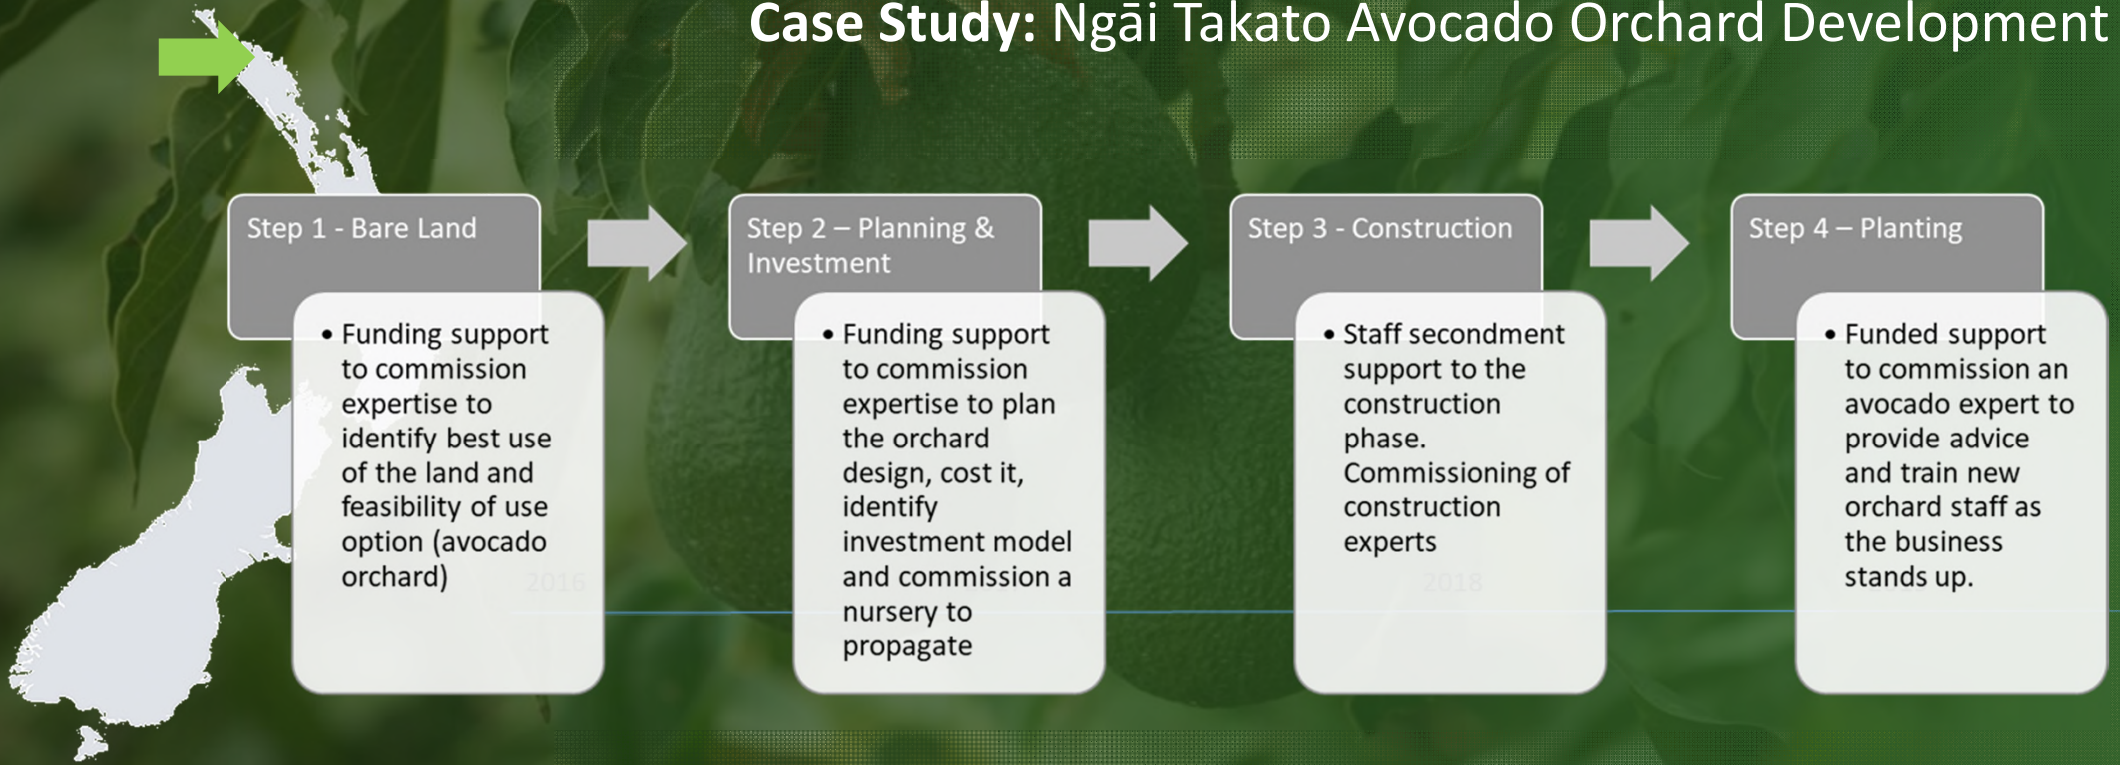 Case Study: Ngāi Takato Avocado Orchard Development
Step 1 - Bare Land
• Funding support
to commission
expertise to
identify best use
of the land and
feasibility of use
option (avocado
orchard)
2016
Step 2 – Planning &
Investment
• Funding support
to commission
expertise to plan
the orchard
design, cost it,
identify
investment model
and commission a
nursery to
propagate
Step 3 - Construction
• Staff secondment
support to the
construction
phase.
Commissioning of
construction
experts
2018
Step 4 – Planting
• Funded support
to commission an
avocado expert to
provide advice
and train new
orchard staff as
the business
stands up.